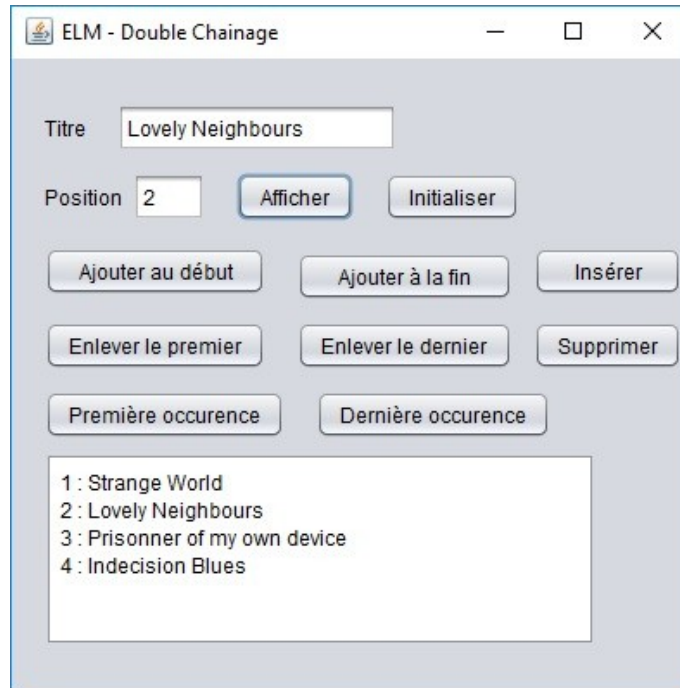 ELM - Double Chainage
Titre Lovely Neighbours
Position 2 Afficher Initialiser
Ajouter au début Ajouter à la fin Insérer
Enlever le premier Enlever le dernier Supprimer
Première occurence Dernière occurence
1 : Strange World
2 : Lovely Neighbours
3 : Prisonner of my own device
4 : Indecision Blues